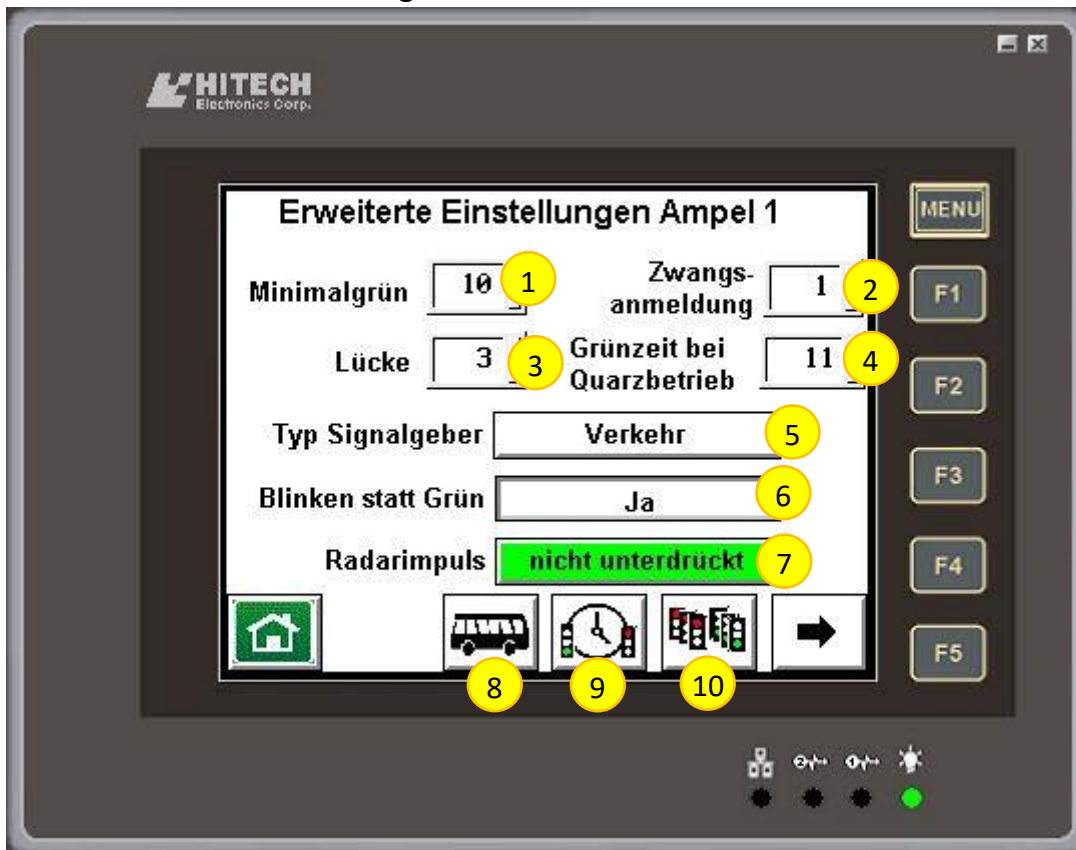 HITECH
Electronics Corp.
Erweiterte Einstellungen Ampel 1
MENU
Minimalgrün 10 1
Zwangs-
anmeldung 1 2
F1
Lücke 3 3
Grünzeit bei
Quarzbetrieb 11 4
F2
Typ Signalgeber Verkehr 5
F3
Blinken statt Grün Ja 6
Radarimpuls nicht unterdrückt 7
F4
F5
8 9 10